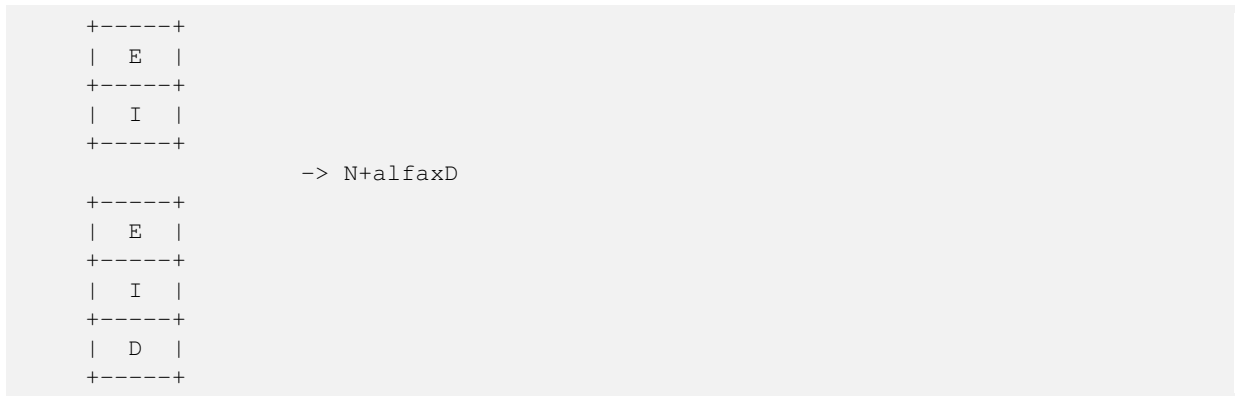 +-----+
|  E  |
+-----+
|  I  |
+-----+
-> N+alfaxD
+-----+
|  E  |
+-----+
|  I  |
+-----+
|  D  |
+-----+